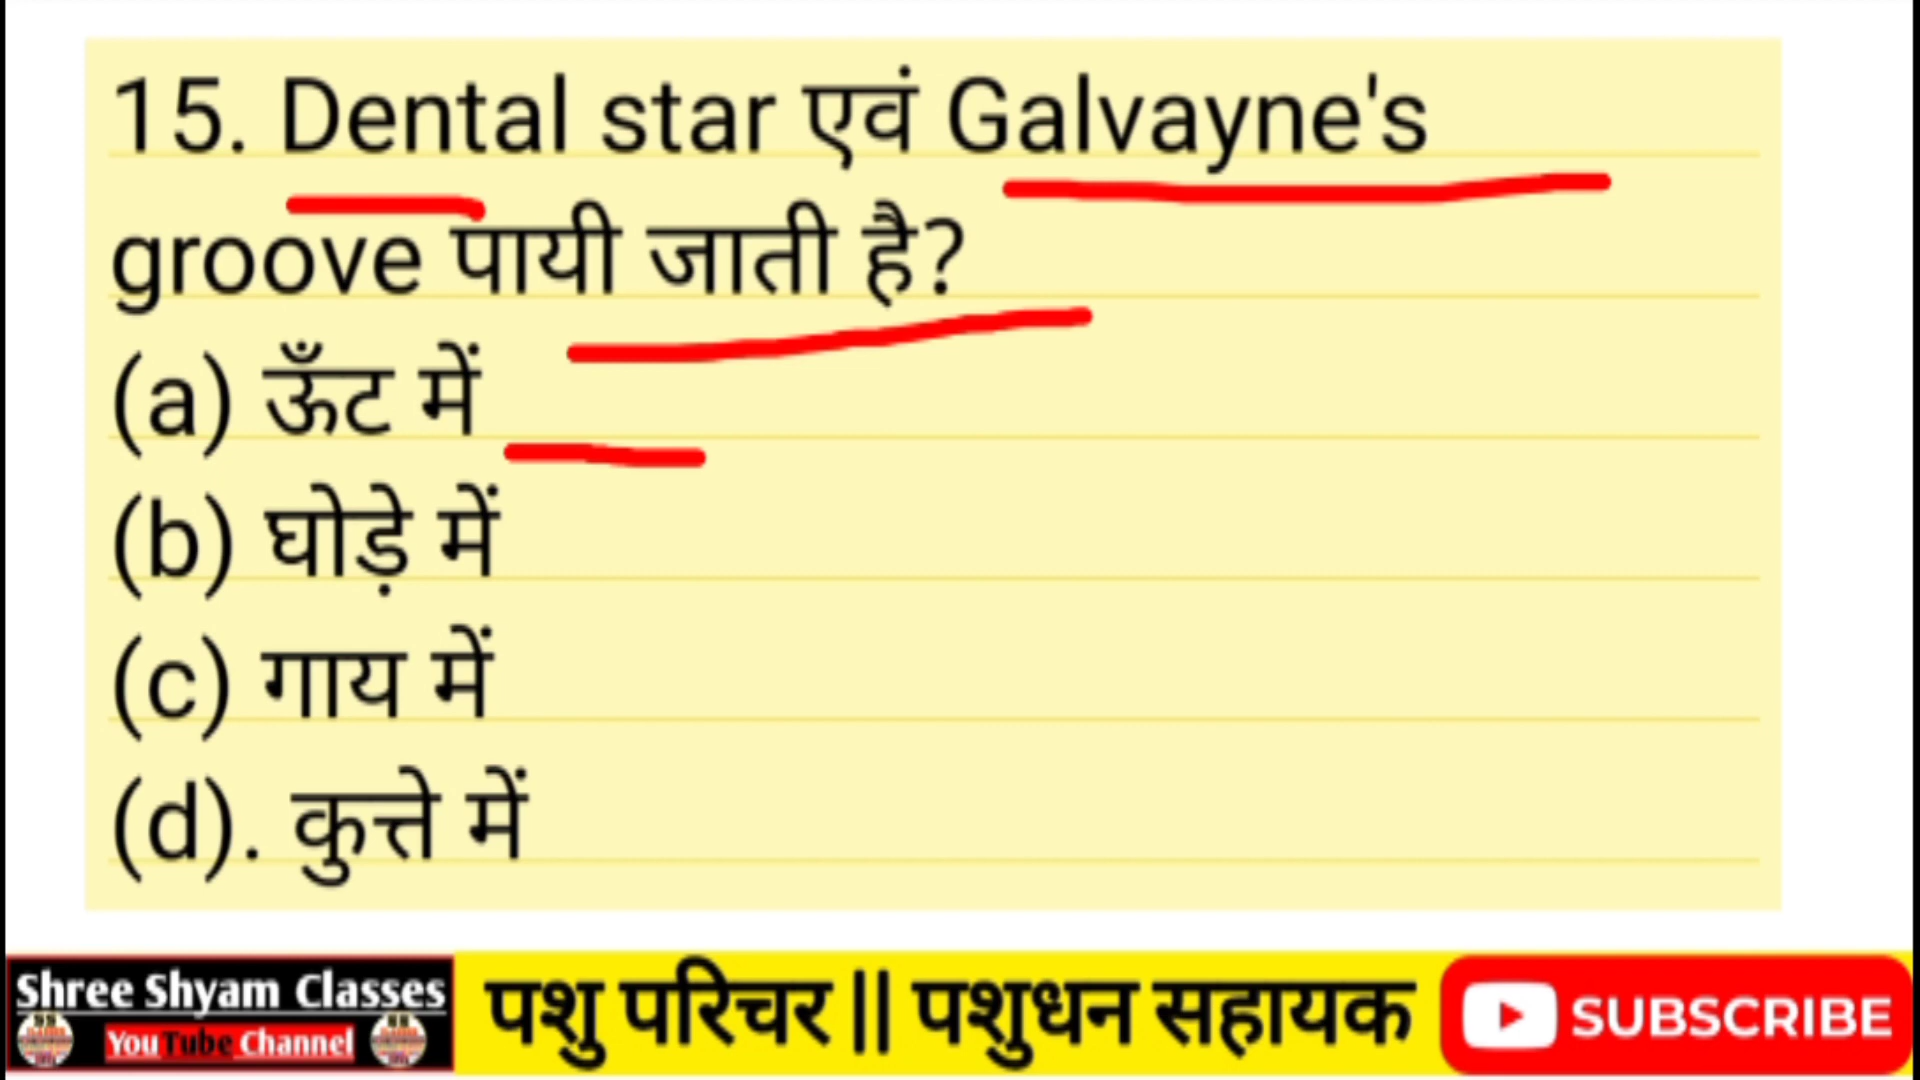 15. Dental star एवं Galvayne's
groove पायी जाती है?
(a) ऊँट में
(b) घोड़े में
(c) गाय में
(d). कुत्ते में
Shree Shyam Classes
YouTube Channel
पशु परिचर || पशुधन सहायक
SUBSCRIBE